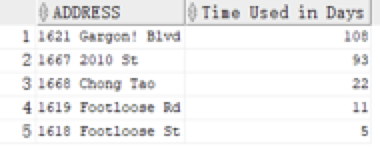 ADDRESS Time Used in Days
1 1621 Gargon! Blvd 108
2 1667 2010 St 93
3 1668 Chong Tao 22
4 1619 Footloose Rd 11
5 1618 Footloose St 5